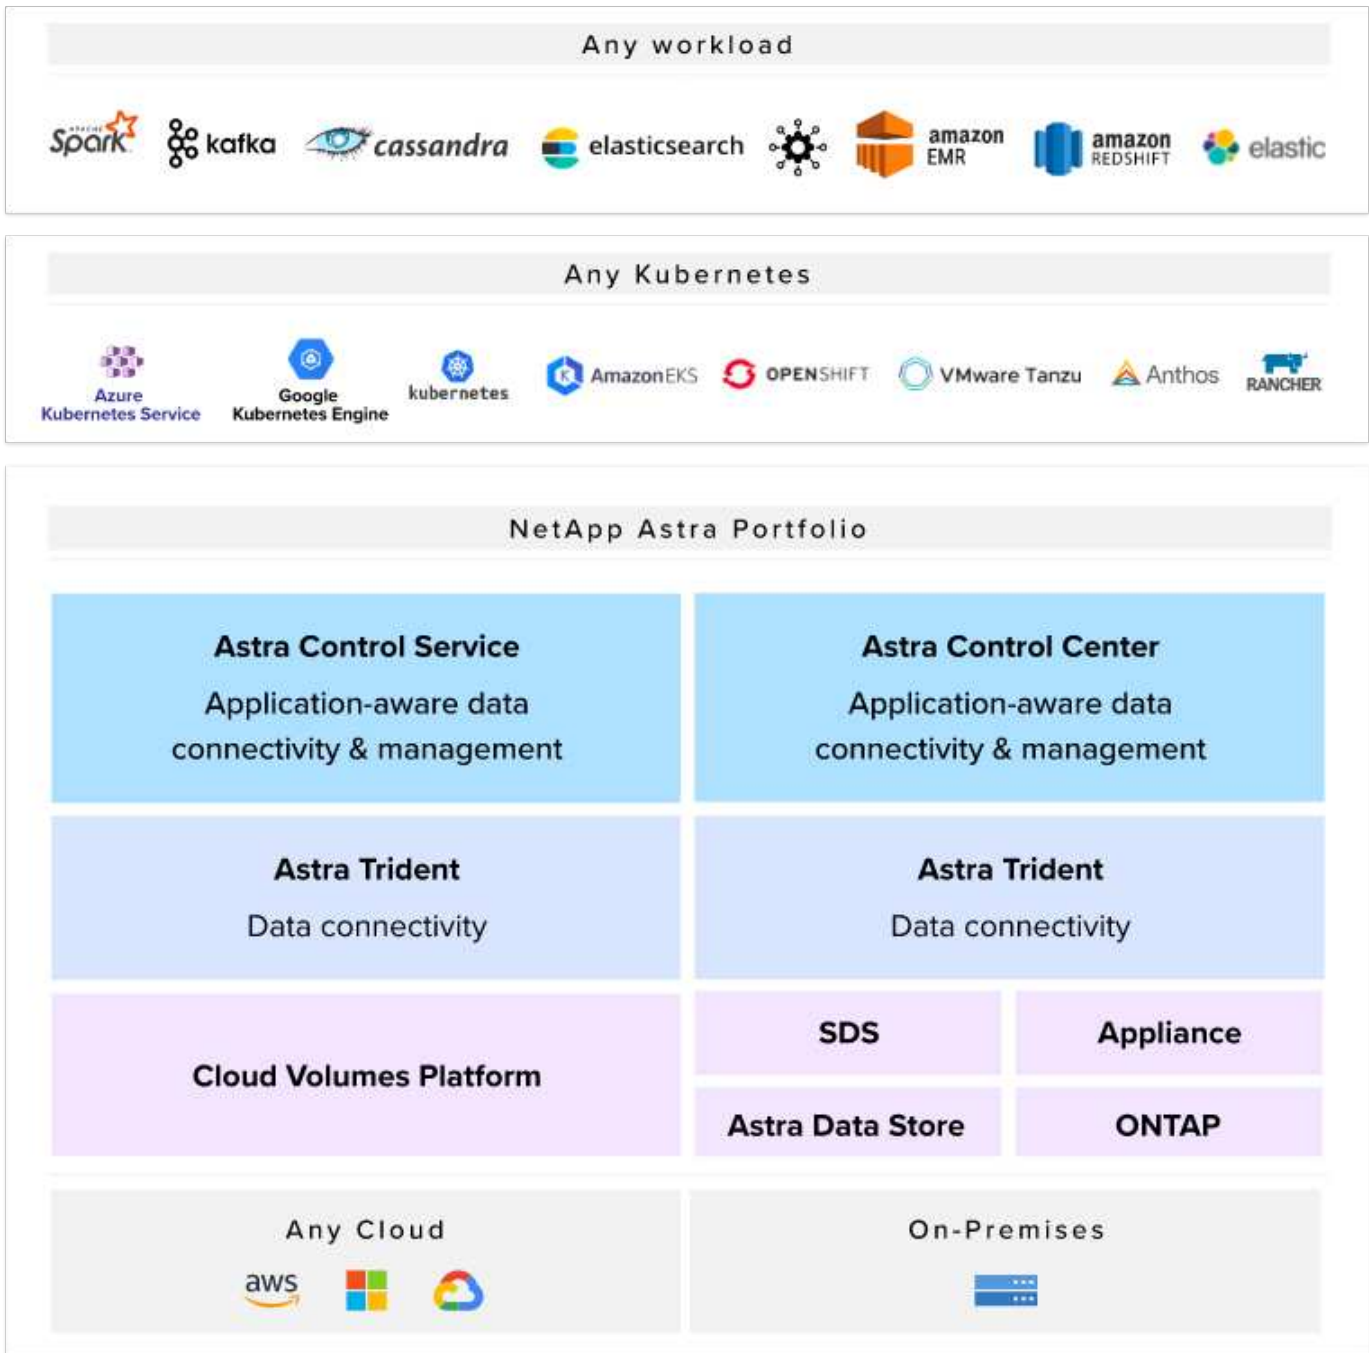 Any workload
APACHE
Spark
kafka
cassandra
elasticsearch
amazon
EMR
amazon
REDSHIFT
elastic
Any Kubernetes
Azure
Kubernetes Service
Google
Kubernetes Engine
kubernetes
K
Amazon EKS
OPENSHIFT
VMware Tanzu
Anthos
RANCHER
NetApp Astra Portfolio
Astra Control Service
Application-aware data
connectivity & management
Astra Control Center
Application-aware data
connectivity & management
Astra Trident
Data connectivity
Astra Trident
Data connectivity
Cloud Volumes Platform
SDS
Appliance
Astra Data Store
ONTAP
Any Cloud
aws
On-Premises